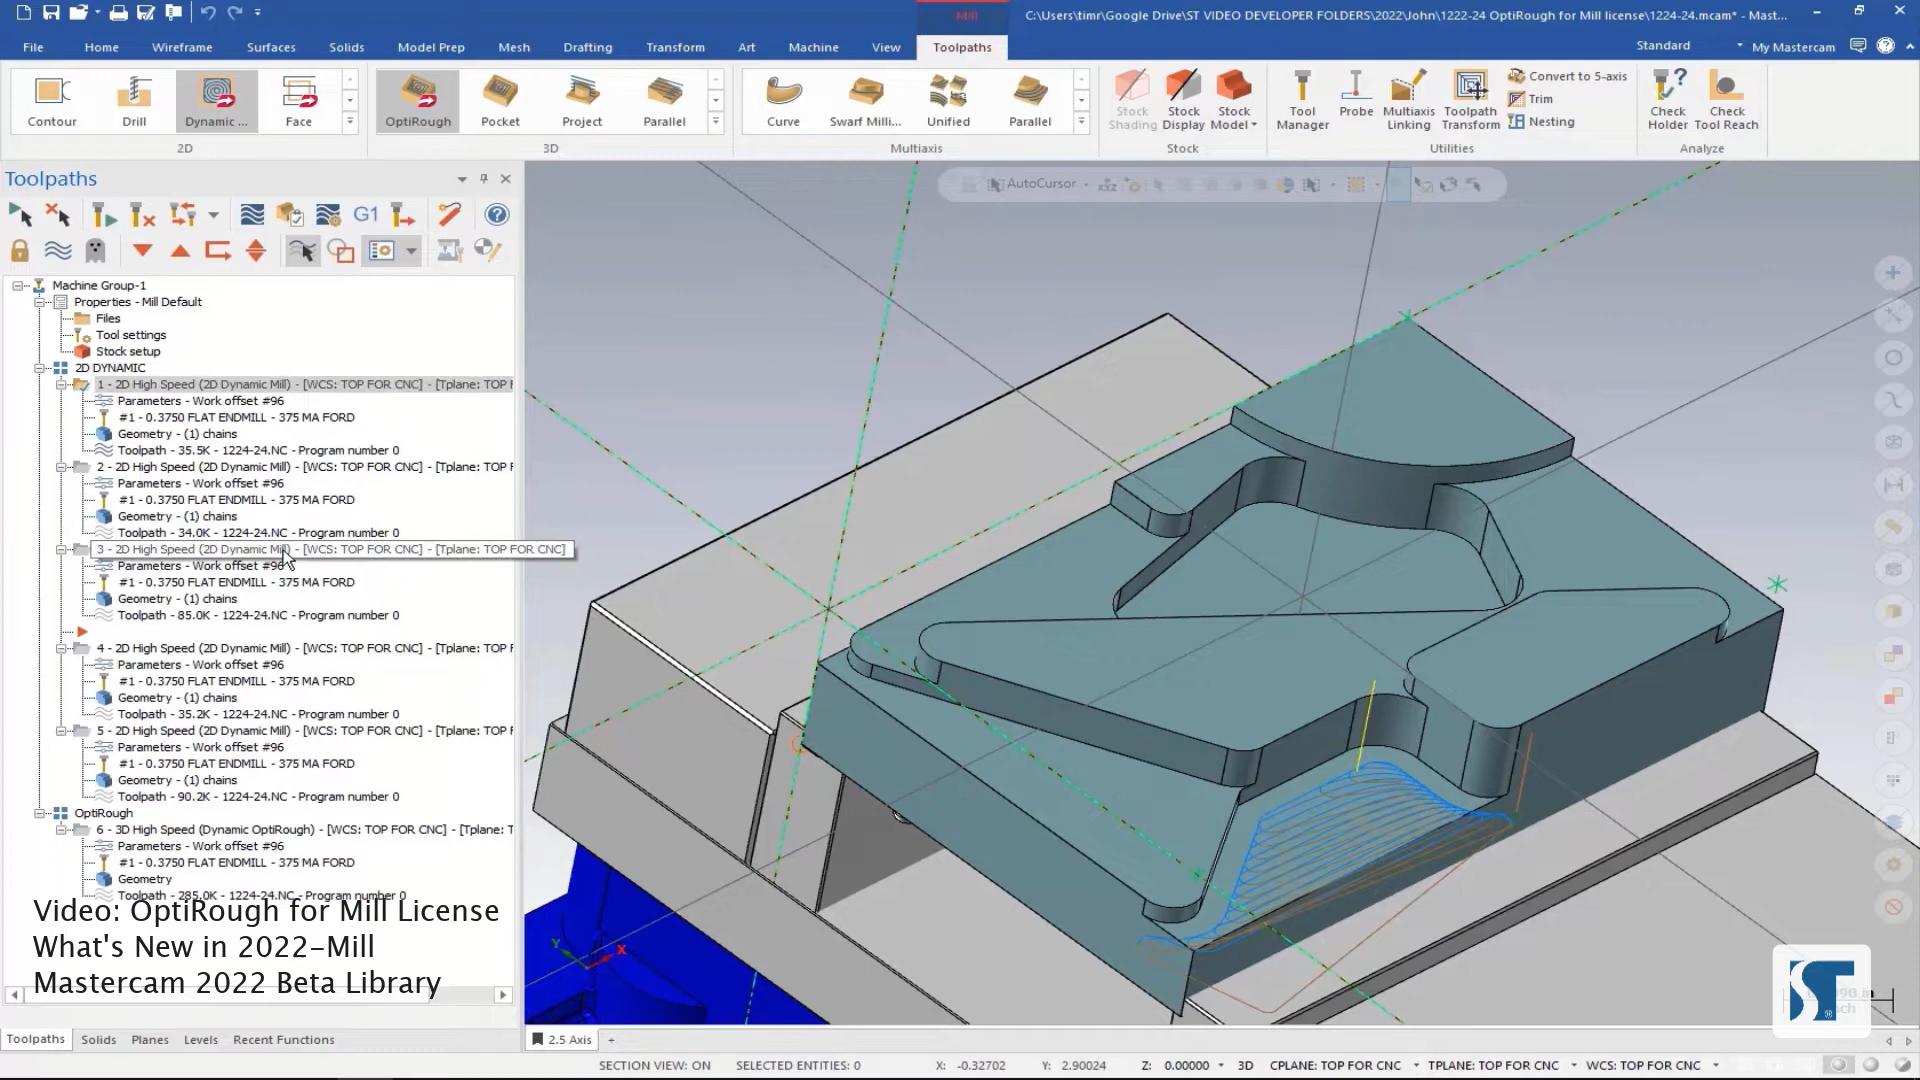 Mill
C:\Users\timr\Google Drive\ST VIDEO DEVELOPER FOLDERS\2022\John\1222-24 OptiRough for Mill license\1224-24.mcam* - Mast...
File Home Wireframe Surfaces Solids Model Prep Mesh Drafting Transform Art Machine View Toolpaths
Standard My Mastercam
Contour Drill Dynamic ... Face
2D
OptiRough Pocket Project Parallel
3D
Curve Swarf Milli... Unified Parallel
Multiaxis
Stock Shading Stock Display Stock Model
Stock
Tool Manager Probe Multiaxis Linking Toolpath Transform
Convert to 5-axis
Trim
Nesting
Utilities
Check Holder Check Tool Reach
Analyze
Toolpaths
AutoCursor
G1
Machine Group-1
Properties - Mill Default
Files
Tool settings
Stock setup
2D DYNAMIC
1 - 2D High Speed (2D Dynamic Mill) - [WCS: TOP FOR CNC] - [Tplane: TOP F
Parameters - Work offset #96
#1 - 0.3750 FLAT ENDMILL - 375 MA FORD
Geometry - (1) chains
Toolpath - 35.5K - 1224-24.NC - Program number 0
2 - 2D High Speed (2D Dynamic Mill) - [WCS: TOP FOR CNC] - [Tplane: TOP F
Parameters - Work offset #96
#1 - 0.3750 FLAT ENDMILL - 375 MA FORD
Geometry - (1) chains
Toolpath - 34.0K - 1224-24.NC - Program number 0
3 - 2D High Speed (2D Dynamic Mill) - [WCS: TOP FOR CNC] - [Tplane: TOP FOR CNC]
Parameters - Work offset #96
#1 - 0.3750 FLAT ENDMILL - 375 MA FORD
Geometry - (1) chains
Toolpath - 85.0K - 1224-24.NC - Program number 0
4 - 2D High Speed (2D Dynamic Mill) - [WCS: TOP FOR CNC] - [Tplane: TOP F
Parameters - Work offset #96
#1 - 0.3750 FLAT ENDMILL - 375 MA FORD
Geometry - (1) chains
Toolpath - 35.2K - 1224-24.NC - Program number 0
5 - 2D High Speed (2D Dynamic Mill) - [WCS: TOP FOR CNC] - [Tplane: TOP F
Parameters - Work offset #96
#1 - 0.3750 FLAT ENDMILL - 375 MA FORD
Geometry - (1) chains
Toolpath - 90.2K - 1224-24.NC - Program number 0
OptiRough
6 - 3D High Speed (Dynamic OptiRough) - [WCS: TOP FOR CNC] - [Tplane: T
Parameters - Work offset #96
#1 - 0.3750 FLAT ENDMILL - 375 MA FORD
Geometry
Toolpath - 285.0K - 1224-24.NC - Program number 0
Video: OptiRough for Mill License
What's New in 2022-Mill
Mastercam 2022 Beta Library
Y X
ST
Toolpaths Solids Planes Levels Recent Functions
2.5 Axis +
SECTION VIEW: ON SELECTED ENTITIES: 0 X: -0.32702 Y: 2.90024 Z: 0.00000 3D CPLANE: TOP FOR CNC TPLANE: TOP FOR CNC WCS: TOP FOR CNC